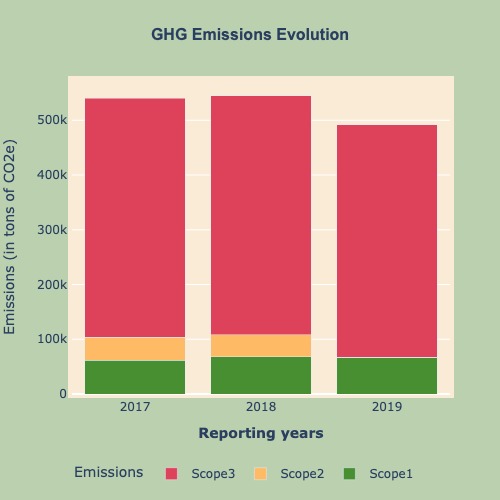 GHG Emissions Evolution
Emissions (in tons of CO2e)
500k
400k
300k
200k
100k
0
2017 2018 2019
Reporting years
Emissions Scope3 Scope2 Scope1